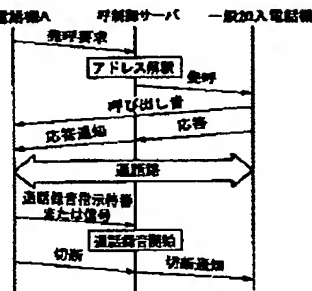 電話機A 呼制御サーバ 一般加入電話機
発呼要求
アドレス解釈
発呼
呼び出し音
応答
応答通知
通話路
通話録音指示特番
または信号
通話録音開始
切断
切断通知